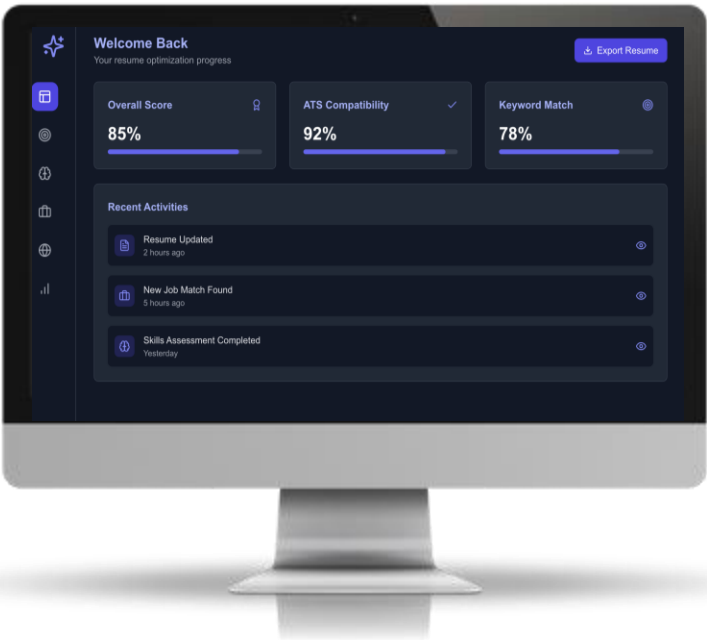 Welcome Back
Your resume optimization progress
Export Resume
Overall Score
85%
ATS Compatibility
92%
Keyword Match
78%
Recent Activities
Resume Updated
2 hours ago
New Job Match Found
5 hours ago
Skills Assessment Completed
Yesterday